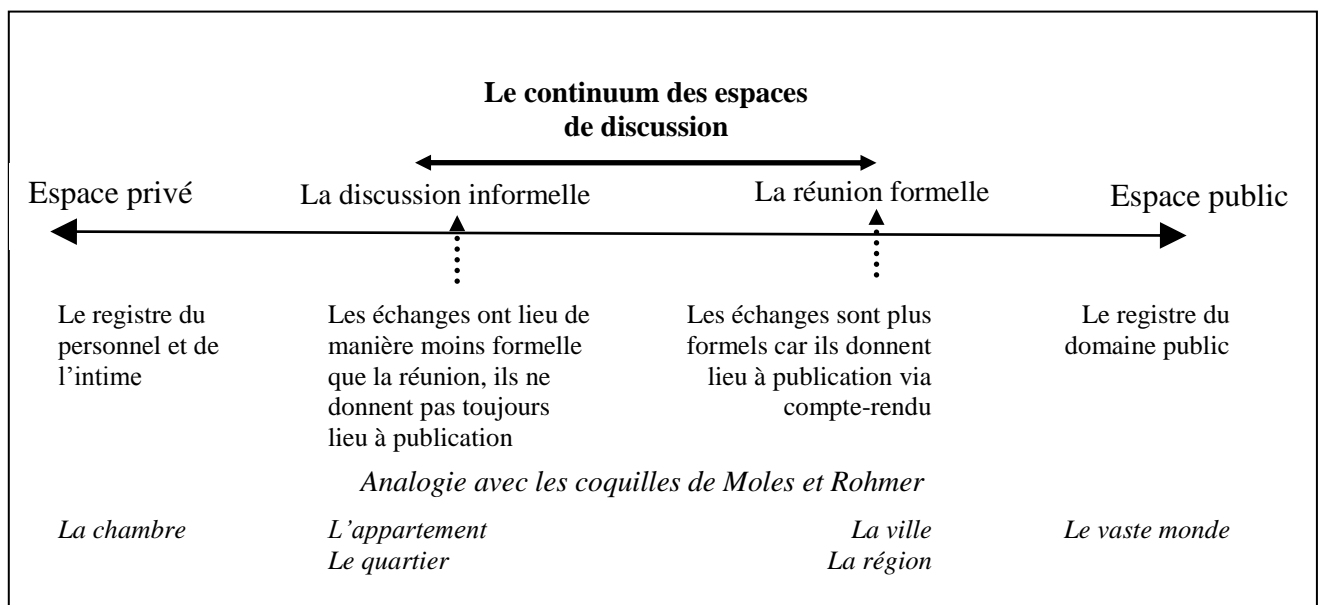 Le continuum des espaces
de discussion
Espace privé
La discussion informelle
La réunion formelle
Espace public
Le registre du
personnel et de
l’intime
Les échanges ont lieu de
manière moins formelle
que la réunion, ils ne
donnent pas toujours
lieu à publication
Les échanges sont plus
formels car ils donnent
lieu à publication via
compte-rendu
Le registre du
domaine public
Analogie avec les coquilles de Moles et Rohmer
La chambre
L’appartement
Le quartier
La ville
La région
Le vaste monde